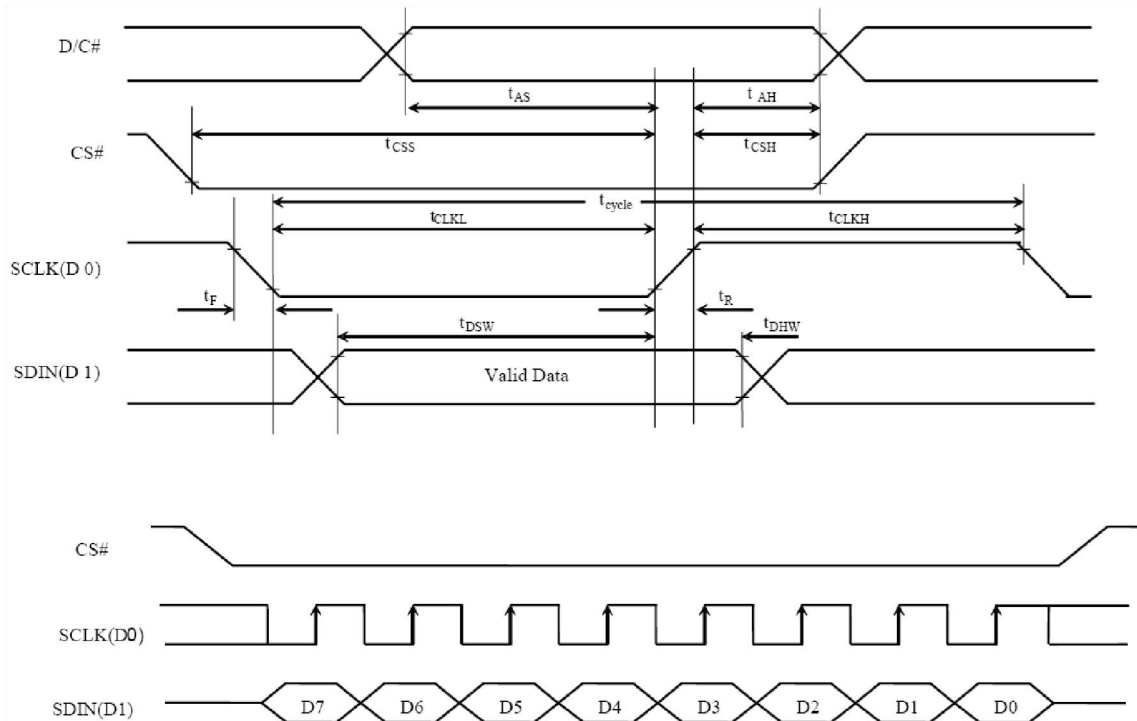 D/C#
tAS
t AH
CS#
tCSS
tCSH
tcycle
tCLKL
tCLKH
SCLK(D 0)
tF
tR
tDSW
tDHW
SDIN(D 1)
Valid Data
CS#
SCLK(D0)
SDIN(D1)
D7 D6 D5 D4 D3 D2 D1 D0